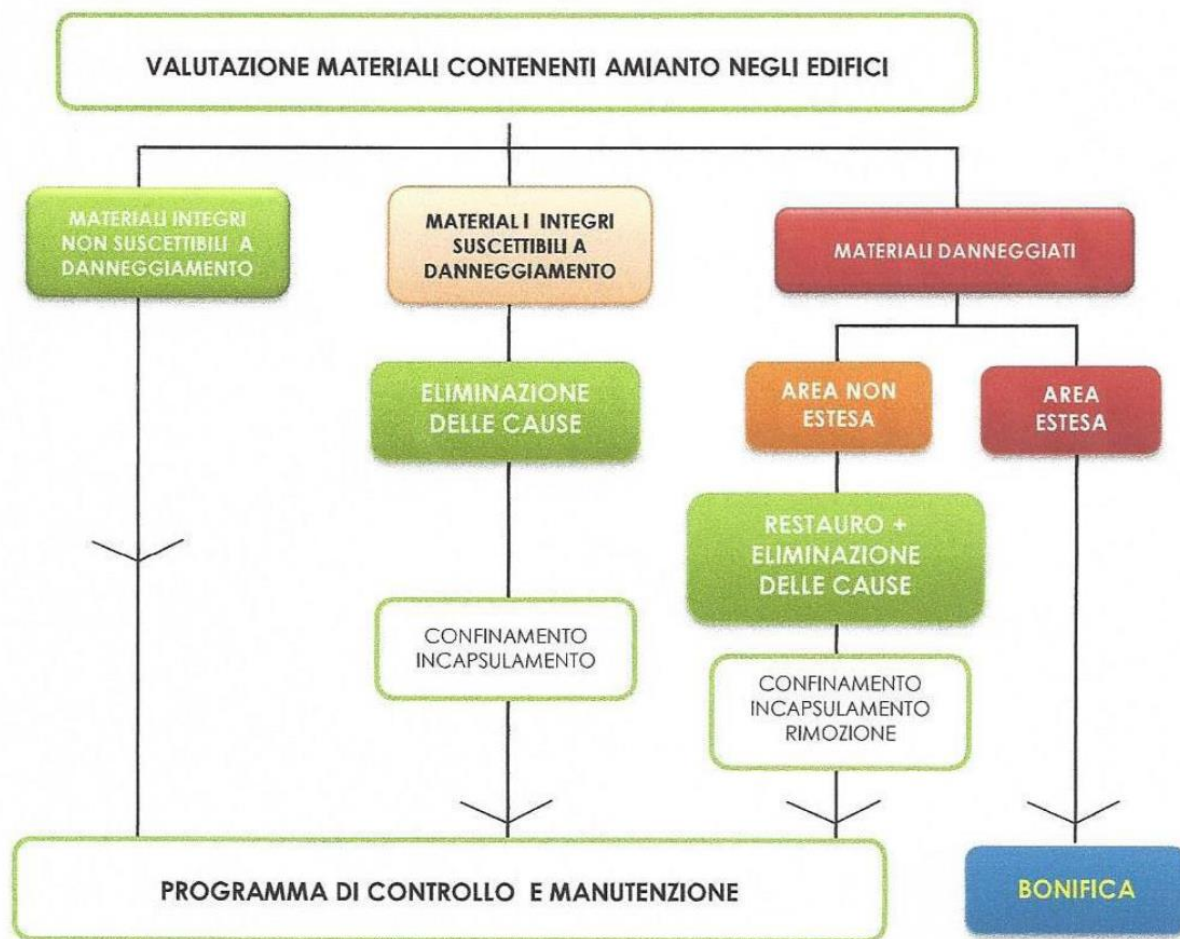 VALUTAZIONE MATERIALI CONTENENTI AMIANTO NEGLI EDIFICI
MATERIALI INTEGRI
NON SUSCETTIBILI A
DANNEGGIAMENTO
MATERIAL I INTEGRI
SUSCETTIBILI A
DANNEGGIAMENTO
MATERIALI DANNEGGIATI
ELIMINAZIONE
DELLE CAUSE
AREA NON
ESTESA
AREA
ESTESA
RESTAURO +
ELIMINAZIONE
DELLE CAUSE
CONFINAMENTO
INCAPSULAMENTO
CONFINAMENTO
INCAPSULAMENTO
RIMOZIONE
PROGRAMMA DI CONTROLLO E MANUTENZIONE
BONIFICA